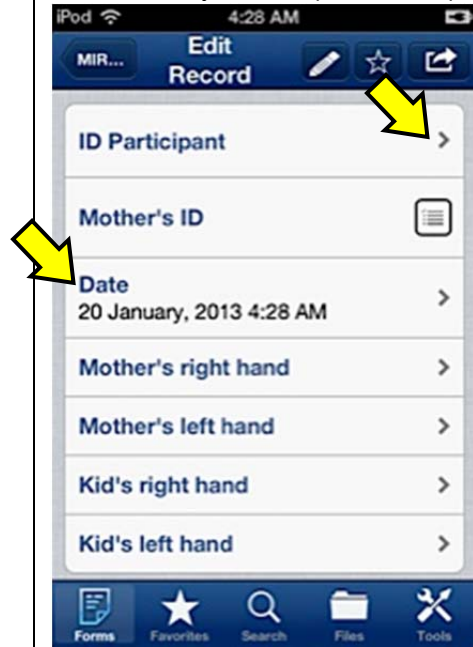 iPod 4:28 AM
MIR... Edit
Record
ID Participant
Mother's ID
Date
20 January, 2013 4:28 AM
Mother's right hand
Mother's left hand
Kid's right hand
Kid's left hand
Forms Favorites Search Files Tools